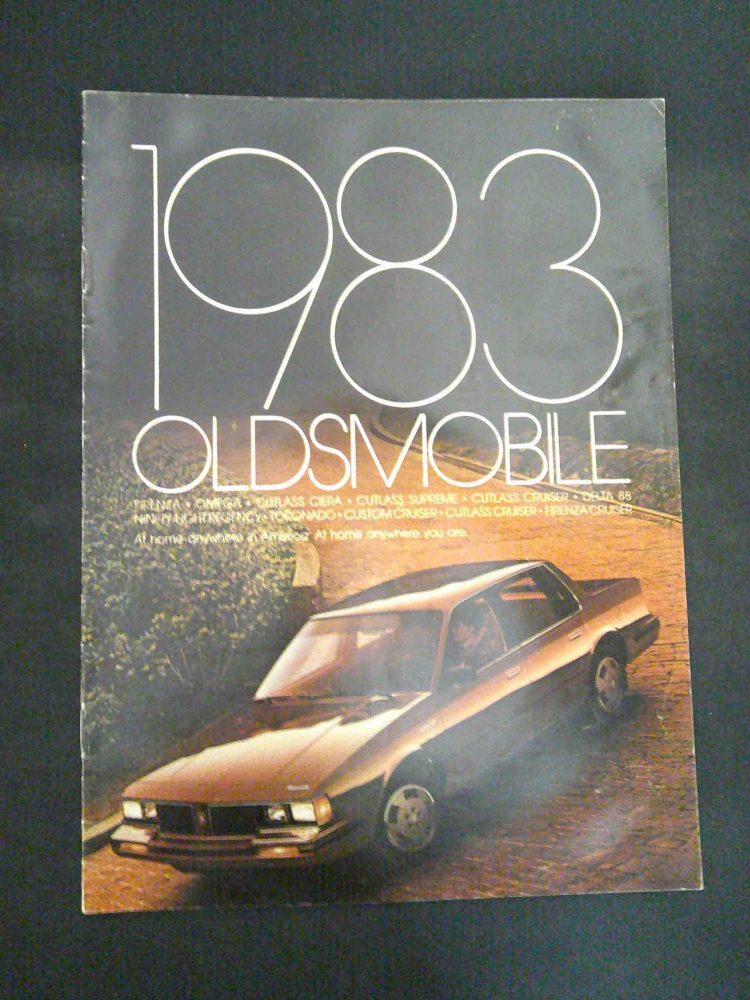 1983
OLDSMOBILE
FIRENZA • OMEGA • CUTLASS CIERA • CUTLASS SUPREME • CUTLASS CRUISER • DELTA 88
NINETY-EIGHT REGENCY • TORONADO • CUSTOM CRUISER • CUTLASS CRUISER • FIRENZA CRUISER
At home anywhere in America. At home anywhere you are.